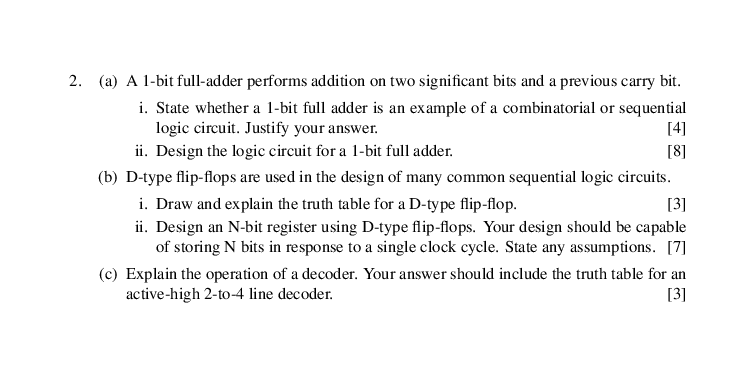 2. (a) A 1-bit full-adder performs addition on two significant bits and a previous carry bit.
i. State whether a 1-bit full adder is an example of a combinatorial or sequential
logic circuit. Justify your answer. [4]
ii. Design the logic circuit for a 1-bit full adder. [8]
(b) D-type flip-flops are used in the design of many common sequential logic circuits.
i. Draw and explain the truth table for a D-type flip-flop. [3]
ii. Design an N-bit register using D-type flip-flops. Your design should be capable
of storing N bits in response to a single clock cycle. State any assumptions. [7]
(c) Explain the operation of a decoder. Your answer should include the truth table for an
active-high 2-to-4 line decoder. [3]